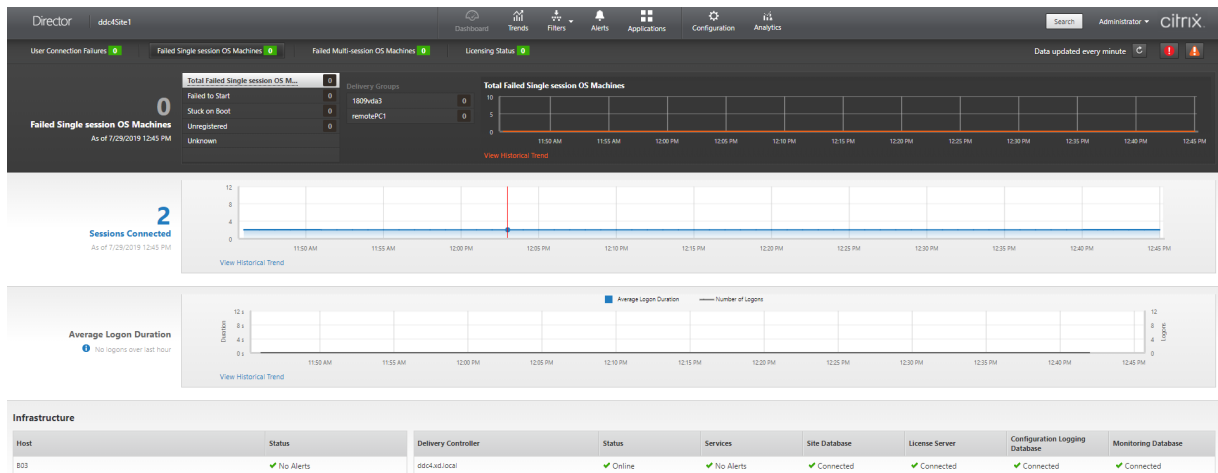 Director ddc4Site1 Dashboard Trends Filters Alerts Applications Configuration Analytics Search Administrator citrix
User Connection Failures 0 Failed Single session OS Machines 0 Failed Multi-session OS Machines 0 Licensing Status 0 Data updated every minute
0
Failed Single session OS Machines
As of 7/29/2019 12:45 PM
Total Failed Single session OS M... 0
Failed to Start 0
Stuck on Boot 0
Unregistered 0
Unknown
Delivery Groups
1809vda3 0
remotePC1 0
Total Failed Single session OS Machines
10
5
0
11:50 AM 11:55 AM 12:00 PM 12:05 PM 12:10 PM 12:15 PM 12:20 PM 12:25 PM 12:30 PM 12:35 PM 12:40 PM 12:45 PM
View Historical Trend
2
Sessions Connected
As of 7/29/2019 12:45 PM
12
8
4
0
11:50 AM 11:55 AM 12:00 PM 12:05 PM 12:10 PM 12:15 PM 12:20 PM 12:25 PM 12:30 PM 12:35 PM 12:40 PM 12:45 PM
View Historical Trend
Average Logon Duration
No logons over last hour
Average Logon Duration Number of Logons
Duration
12 s
8 s
4 s
0 s
12
8
4
0
Logons
11:50 AM 11:55 AM 12:00 PM 12:05 PM 12:10 PM 12:15 PM 12:20 PM 12:25 PM 12:30 PM 12:35 PM 12:40 PM 12:45 PM
View Historical Trend
Infrastructure
Host Status
B03 No Alerts
Delivery Controller Status Services Site Database License Server Configuration Logging Database Monitoring Database
ddc4.xd.local Online No Alerts Connected Connected Connected Connected